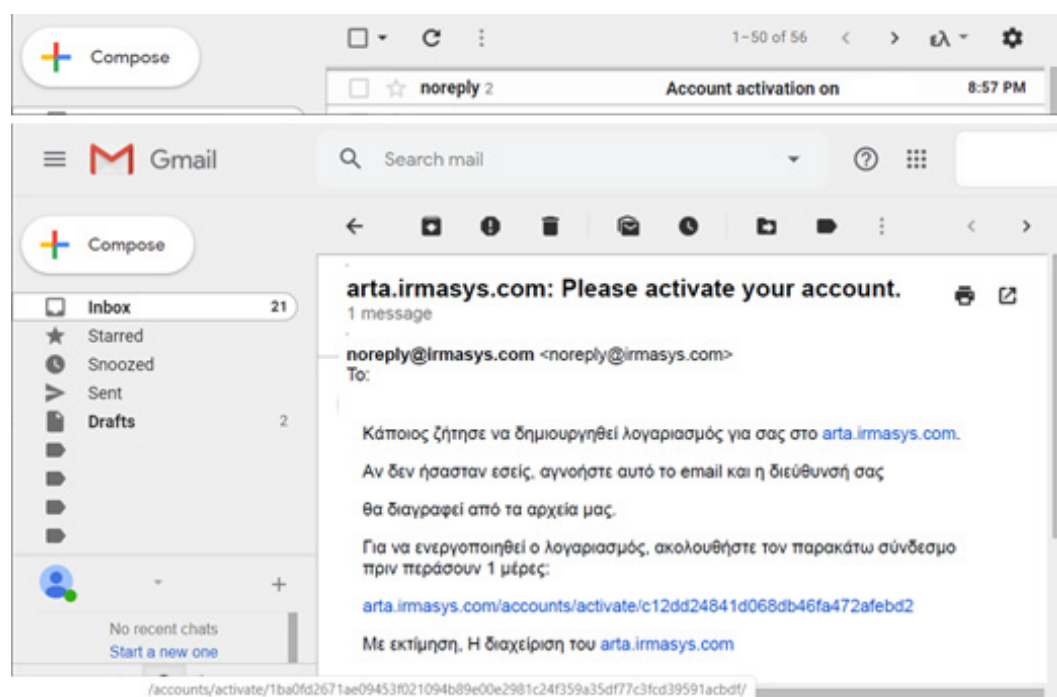 Compose
1-50 of 56
ελ
noreply 2 Account activation on 8:57 PM
Gmail
Search mail
Compose
Inbox 21
Starred
Snoozed
Sent
Drafts 2
No recent chats
Start a new one
arta.irmasys.com: Please activate your account.
1 message
noreply@irmasys.com <noreply@irmasys.com>
To:
Κάποιος ζήτησε να δημιουργηθεί λογαριασμός για σας στο arta.irmasys.com.
Αν δεν ήσασταν εσείς, αγνοήστε αυτό το email και η διεύθυνσή σας
θα διαγραφεί από τα αρχεία μας.
Για να ενεργοποιηθεί ο λογαριασμός, ακολουθήστε τον παρακάτω σύνδεσμο
πριν περάσουν 1 μέρες:
arta.irmasys.com/accounts/activate/c12dd24841d068db46fa472afebd2
Με εκτίμηση, Η διαχείριση του arta.irmasys.com
/accounts/activate/1ba0fd2671ae09453f021094b89e00e2981c24f359a35df77c3fcd39591acbdf/